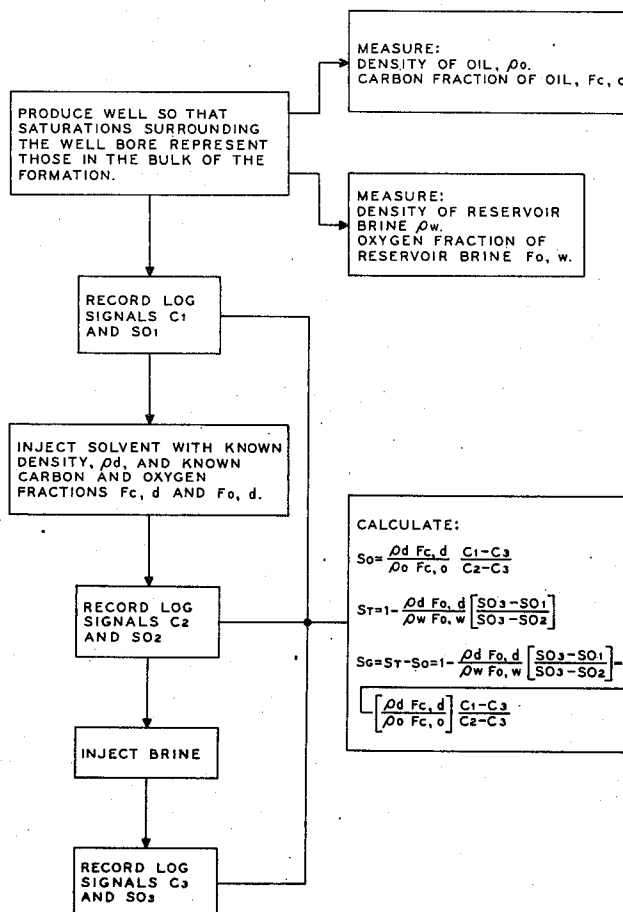 MEASURE:
DENSITY OF OIL, ρo.
CARBON FRACTION OF OIL, Fc, o
PRODUCE WELL SO THAT
SATURATIONS SURROUNDING
THE WELL BORE REPRESENT
THOSE IN THE BULK OF THE
FORMATION.
MEASURE:
DENSITY OF RESERVOIR
BRINE ρw.
OXYGEN FRACTION OF
RESERVOIR BRINE Fo, w.
RECORD LOG
SIGNALS C1
AND SO1
INJECT SOLVENT WITH KNOWN
DENSITY, ρd, AND KNOWN
CARBON AND OXYGEN
FRACTIONS Fc, d AND Fo, d.
RECORD LOG
SIGNALS C2
AND SO2
CALCULATE:
So = (ρd Fc, d)/(ρo Fc, o) (C1-C3)/(C2-C3)
ST = 1 - (ρd Fo, d)/(ρw Fo, w) [(SO3-SO1)/(SO3-SO2)]
SG = ST - So = 1 - (ρd Fo, d)/(ρw Fo, w) [(SO3-SO1)/(SO3-SO2)] -
[(ρd Fc, d)/(ρo Fc, o)] (C1-C3)/(C2-C3)
INJECT BRINE
RECORD LOG
SIGNALS C3
AND SO3